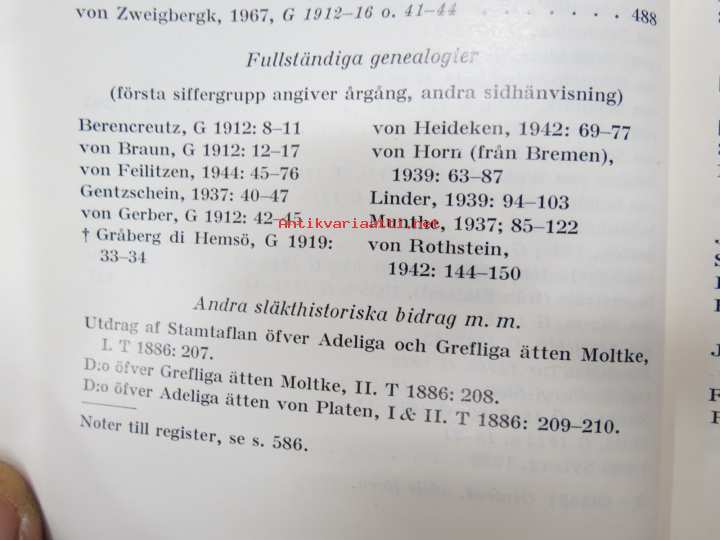 von Zweigbergk, 1967, G 1912–16 o. 41–44 . . . . . . . 488
Fullständiga genealogier
(första siffergrupp angiver årgång, andra sidhänvisning)
Berencreutz, G 1912: 8–11
von Braun, G 1912: 12–17
von Feilitzen, 1944: 45–76
Gentzschein, 1937: 40–47
von Gerber, G 1912: 42–45
† Gråberg di Hemsö, G 1919:
33–34
von Heideken, 1942: 69–77
von Horn (från Bremen),
1939: 63–87
Linder, 1939: 94–103
Munthe, 1937; 85–122
von Rothstein,
1942: 144–150
Andra släkthistoriska bidrag m. m.
Utdrag af Stamtaflan öfver Adeliga och Grefliga ätten Moltke,
I. T 1886: 207.
D:o öfver Grefliga ätten Moltke, II. T 1886: 208.
D:o öfver Adeliga ätten von Platen, I & II. T 1886: 209–210.
Noter till register, se s. 586.